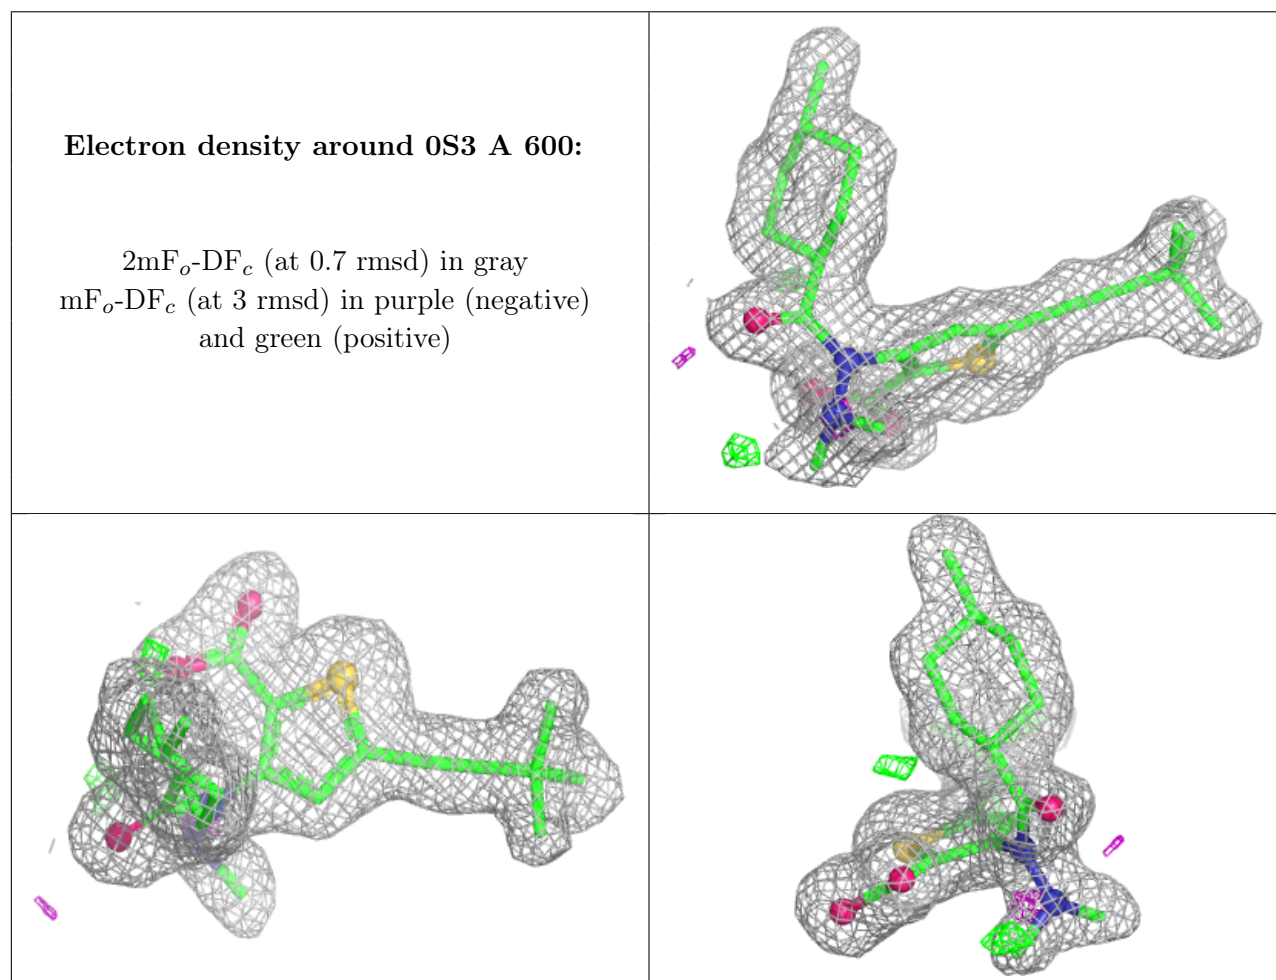 Electron density around 0S3 A 600:
2mFo-DFc (at 0.7 rmsd) in gray
mFo-DFc (at 3 rmsd) in purple (negative)
and green (positive)